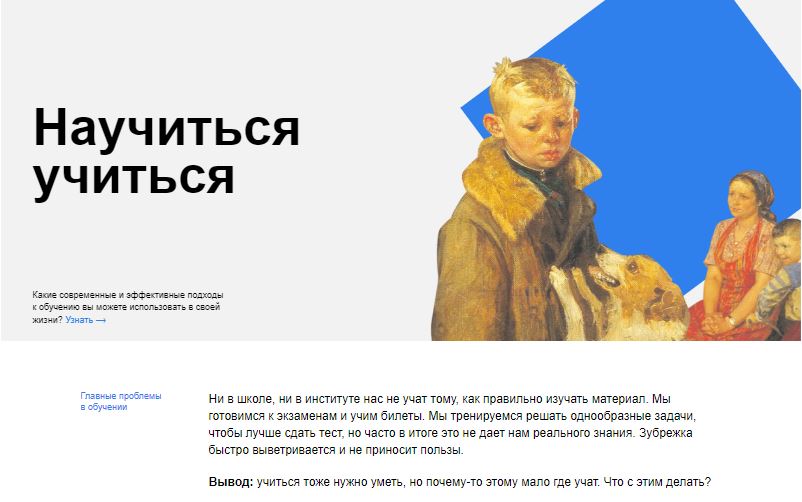 Научиться
учиться
Какие современные и эффективные подходы
к обучению вы можете использовать в своей
жизни? Узнать ⟶
Главные проблемы
в обучении
Ни в школе, ни в институте нас не учат тому, как правильно изучать материал. Мы
готовимся к экзаменам и учим билеты. Мы тренируемся решать однообразные задачи,
чтобы лучше сдать тест, но часто в итоге это не дает нам реального знания. Зубрежка
быстро выветривается и не приносит пользы.
Вывод: учиться тоже нужно уметь, но почему-то этому мало где учат. Что с этим делать?